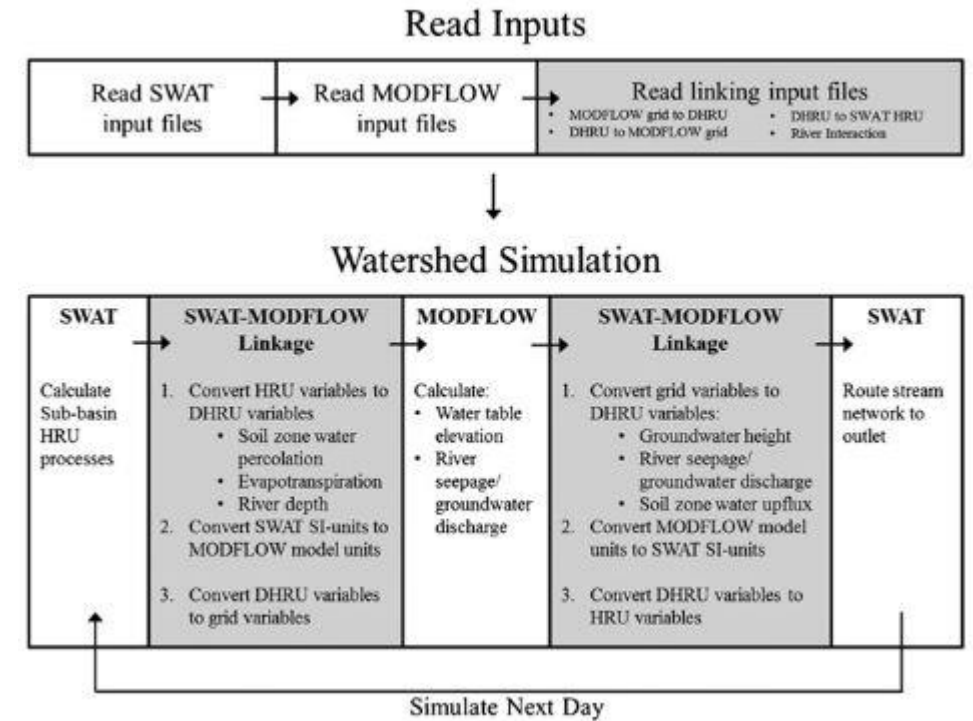 Read Inputs
Read SWAT
input files
Read MODFLOW
input files
Read linking input files
• MODFLOW grid to DHRU
• DHRU to MODFLOW grid
• DHRU to SWAT HRU
• River Interaction
Watershed Simulation
SWAT
Calculate
Sub-basin
HRU
processes
SWAT-MODFLOW
Linkage
1. Convert HRU variables to
DHRU variables
• Soil zone water
percolation
• Evapotranspiration
• River depth
2. Convert SWAT SI-units to
MODFLOW model units
3. Convert DHRU variables
to grid variables
MODFLOW
Calculate:
• Water table
elevation
• River
seepage/
groundwater
discharge
SWAT-MODFLOW
Linkage
1. Convert grid variables to
DHRU variables:
• Groundwater height
• River seepage/
groundwater discharge
• Soil zone water upflux
2. Convert MODFLOW model
units to SWAT SI-units
3. Convert DHRU variables to
HRU variables
SWAT
Route stream
network to
outlet
Simulate Next Day